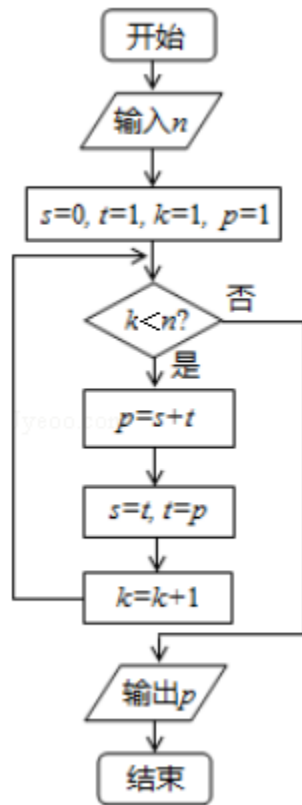 开始
输入n
s=0, t=1, k=1, p=1
k<n?
否
是
p=s+t
s=t, t=p
k=k+1
输出p
结束